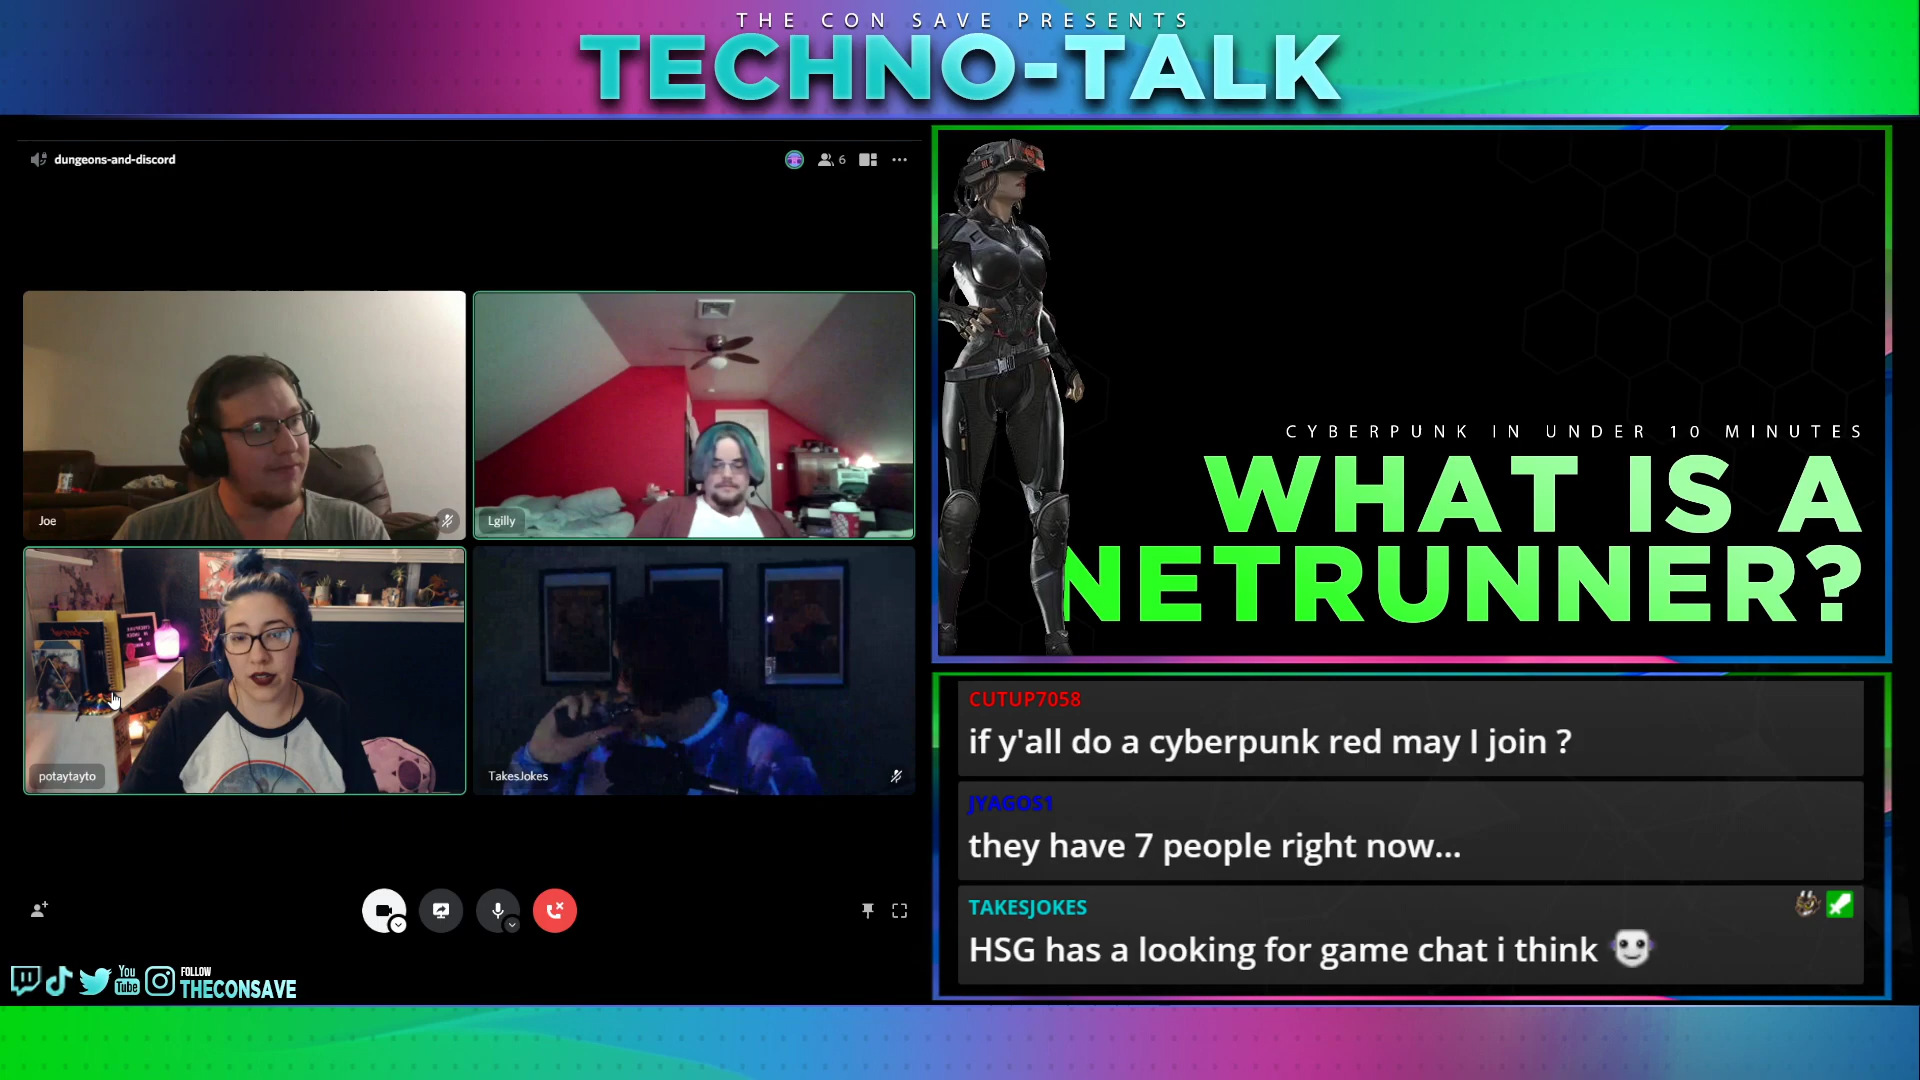 THE CON SAVE PRESENTS
TECHNO-TALK
dungeons-and-discord
6
Joe
Lgilly
potaytayto
TakesJokes
CYBERPUNK IN UNDER 10 MINUTES
WHAT IS A
NETRUNNER?
CUTUP7058
if y'all do a cyberpunk red may I join ?
JYAGOS1
they have 7 people right now...
TAKESJOKES
HSG has a looking for game chat i think
You
Tube
FOLLOW
THECONSAVE